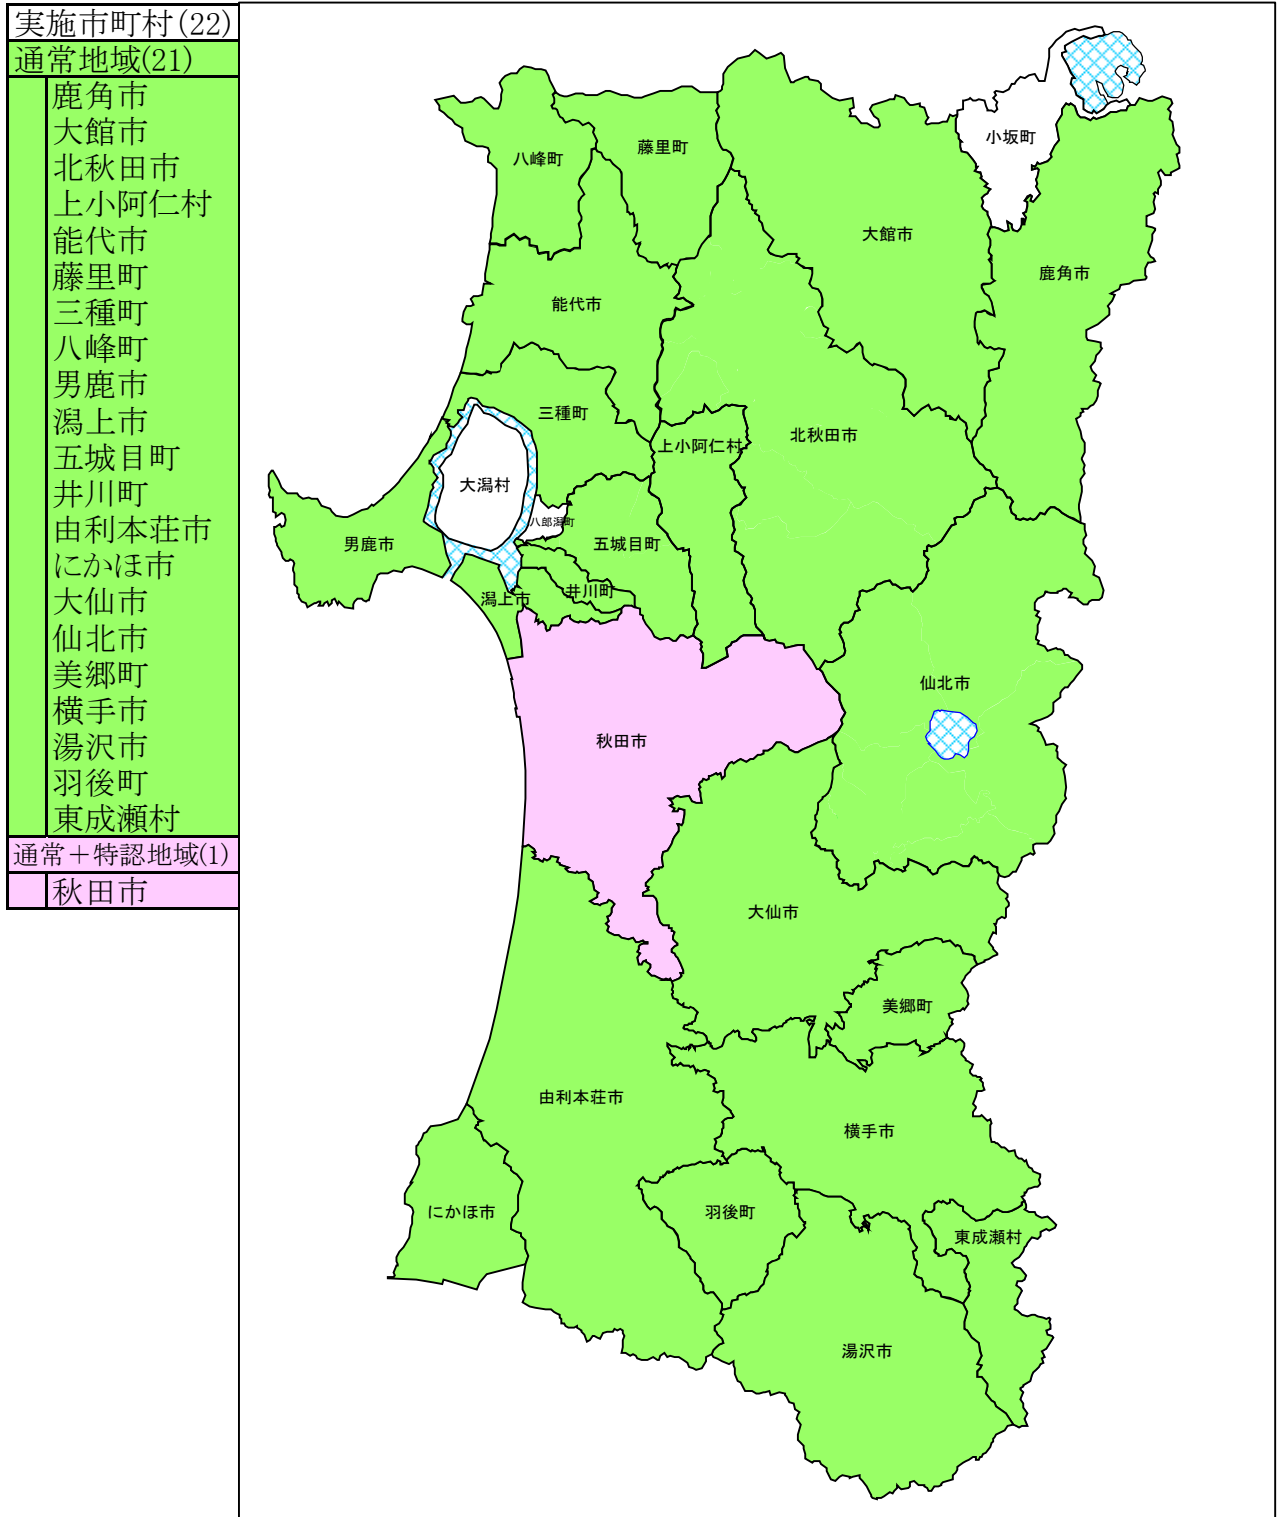 実施市町村(22)
通常地域(21)
鹿角市
大館市
北秋田市
上小阿仁村
能代市
藤里町
三種町
八峰町
男鹿市
潟上市
五城目町
井川町
由利本荘市
にかほ市
大仙市
仙北市
美郷町
横手市
湯沢市
羽後町
東成瀬村
通常＋特認地域(1)
秋田市
小坂町
藤里町
八峰町
大館市
鹿角市
能代市
三種町
北秋田市
上小阿仁村
大潟村
八郎潟町
男鹿市
五城目町
井川町
潟上市
仙北市
秋田市
大仙市
美郷町
由利本荘市
横手市
にかほ市
羽後町
東成瀬村
湯沢市